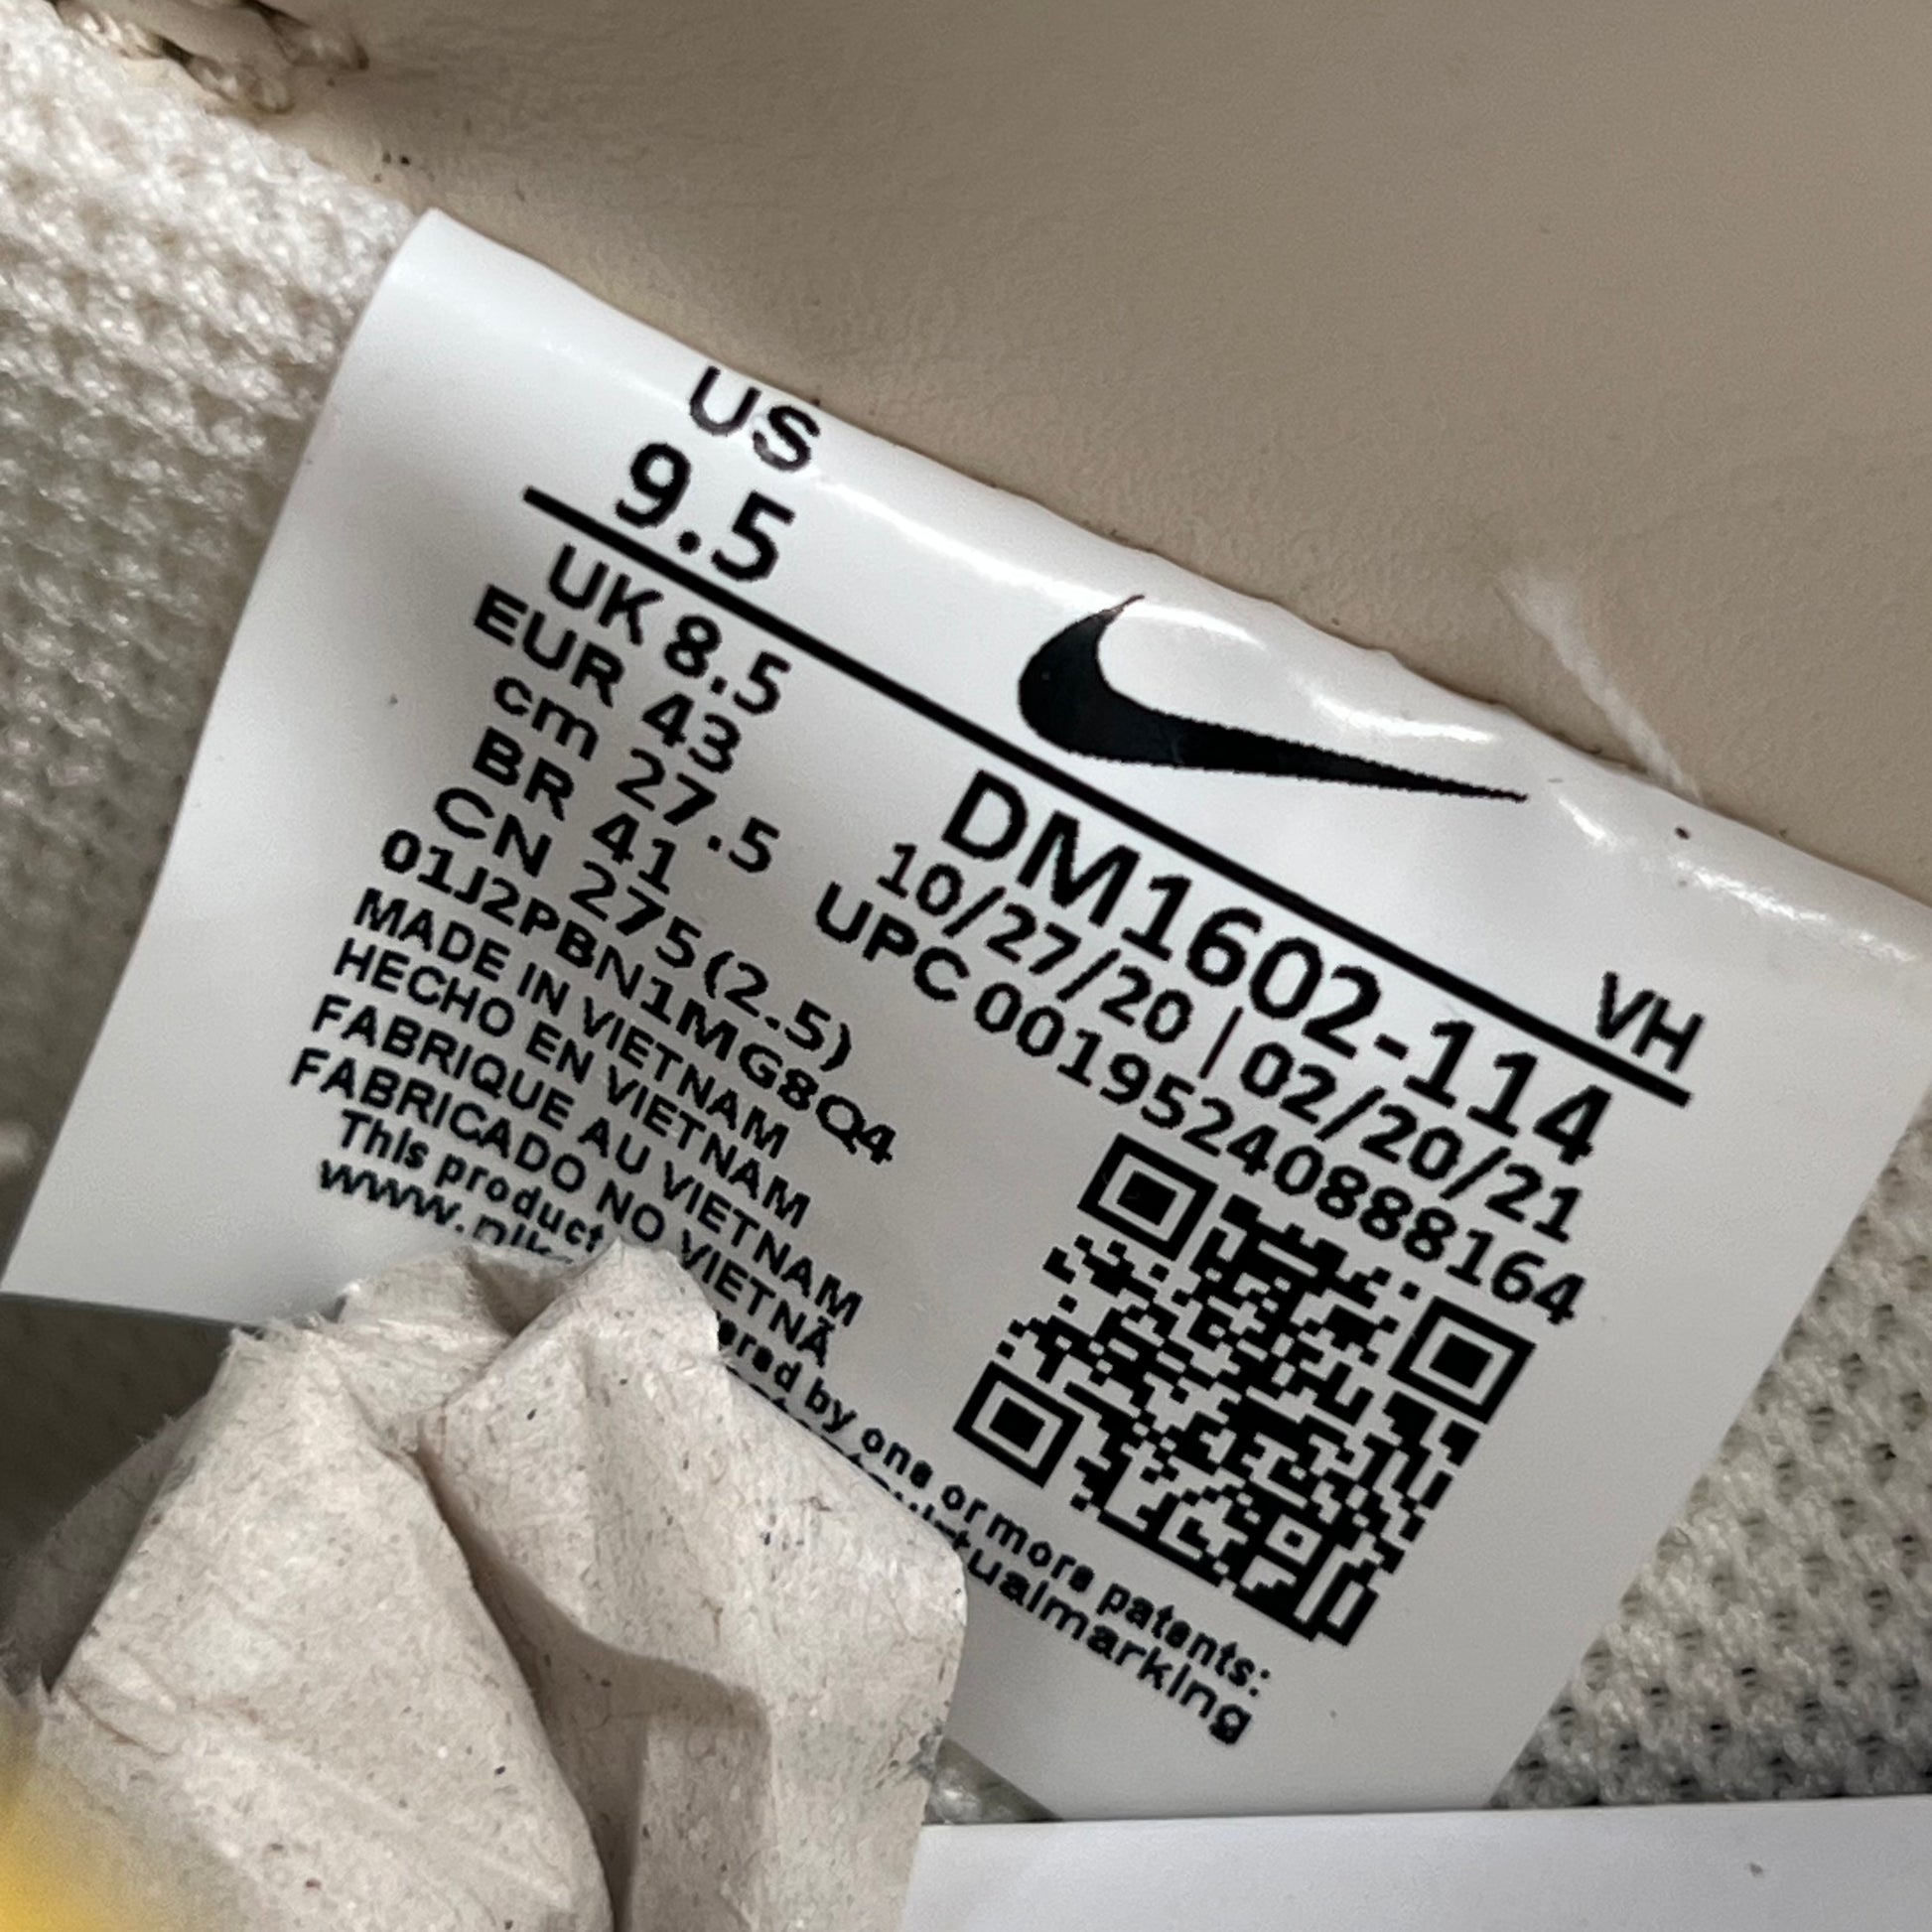 US
9.5
UK 8.5
EUR 43
cm 27.5
BR 41
CN 275(2.5)
01J2PBN1MG8Q4
MADE IN VIETNAM
HECHO EN VIETNAM
FABRIQUE AU VIETNAM
FABRICADO NO VIETNÃ
VH
DM1602-114
10/27/20 | 02/20/21
UPC 00195240888164
This product by one or more patents: